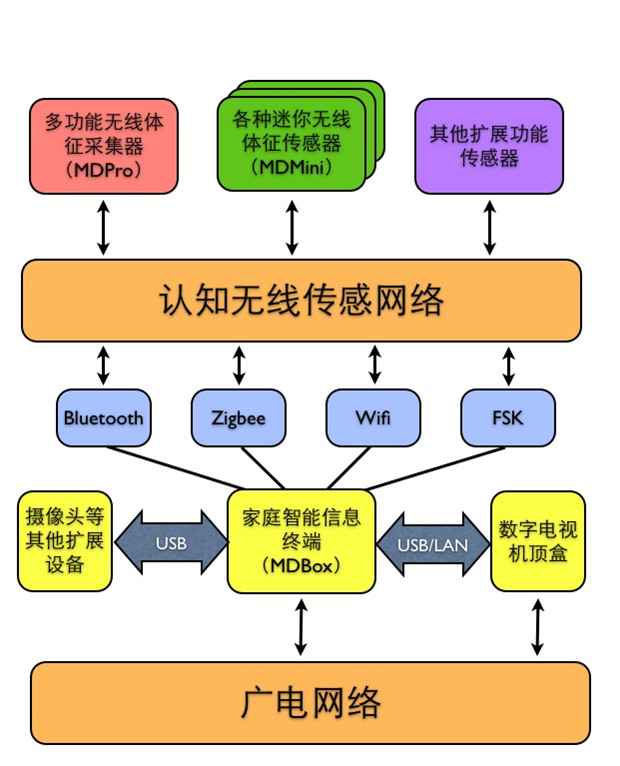 多功能无线体
征采集器
（MDPro）
各种迷你无线
体征传感器
（MDMini）
其他扩展功能
传感器
认知无线传感网络
Bluetooth
Zigbee
Wifi
FSK
摄像头等
其他扩展
设备
USB
家庭智能信息
终端
（MDBox）
USB/LAN
数字电视
机顶盒
广电网络